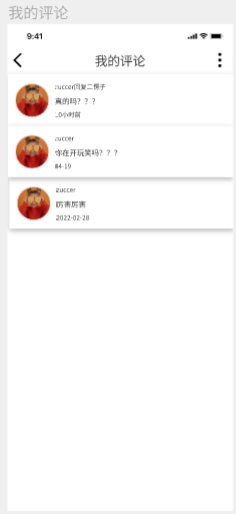 我的评论
9:41
我的评论
zuccer回复二愣子
真的吗？？？
10小时前
zuccer
你在开玩笑吗？？？
04-19
zuccer
厉害厉害
2022-02-28